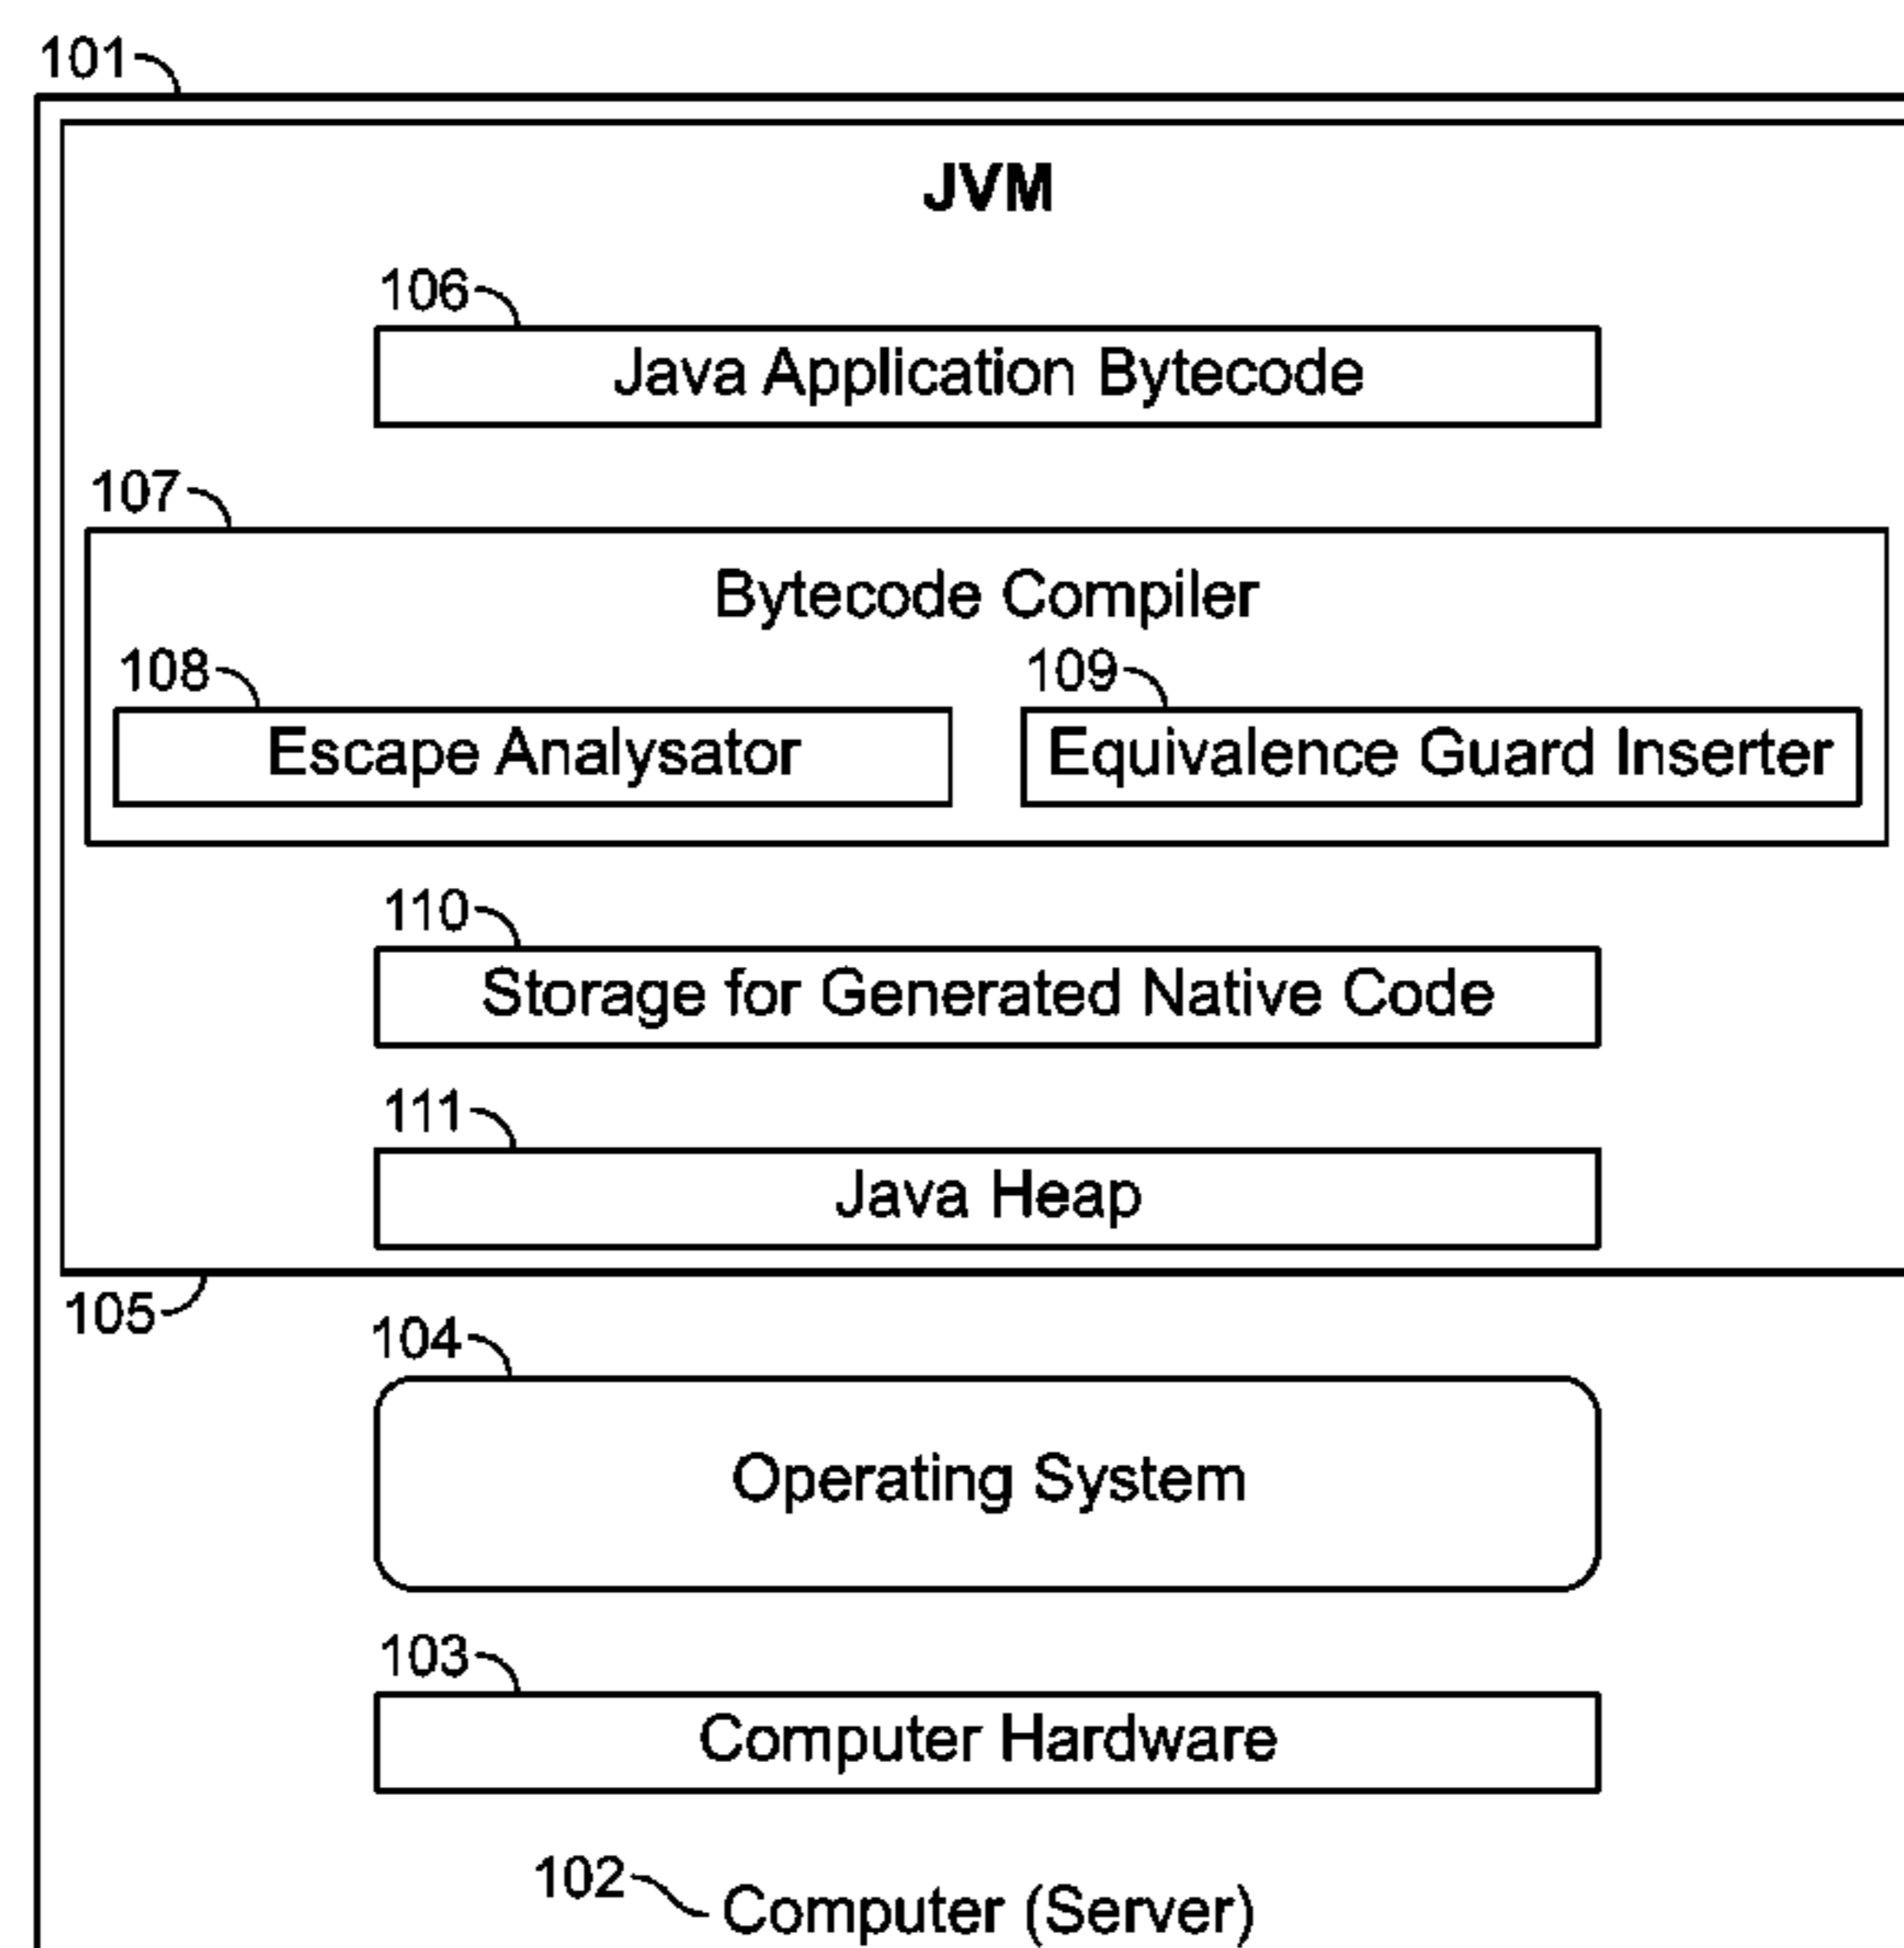 101
JVM
106
Java Application Bytecode
107
Bytecode Compiler
108
109
Escape Analysator
Equivalence Guard Inserter
110
Storage for Generated Native Code
111
Java Heap
105
104
Operating System
103
Computer Hardware
102
Computer (Server)